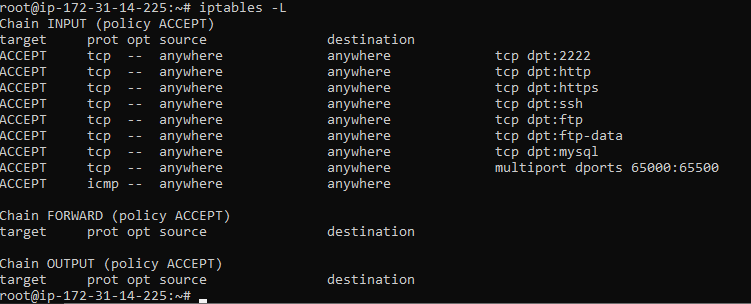 root@ip-172-31-14-225:~# iptables -L
Chain INPUT (policy ACCEPT)
target     prot opt source               destination
ACCEPT     tcp  --  anywhere             anywhere             tcp dpt:2222
ACCEPT     tcp  --  anywhere             anywhere             tcp dpt:http
ACCEPT     tcp  --  anywhere             anywhere             tcp dpt:https
ACCEPT     tcp  --  anywhere             anywhere             tcp dpt:ssh
ACCEPT     tcp  --  anywhere             anywhere             tcp dpt:ftp
ACCEPT     tcp  --  anywhere             anywhere             tcp dpt:ftp-data
ACCEPT     tcp  --  anywhere             anywhere             tcp dpt:mysql
ACCEPT     tcp  --  anywhere             anywhere             multiport dports 65000:65500
ACCEPT     icmp --  anywhere             anywhere

Chain FORWARD (policy ACCEPT)
target     prot opt source               destination

Chain OUTPUT (policy ACCEPT)
target     prot opt source               destination
root@ip-172-31-14-225:~#